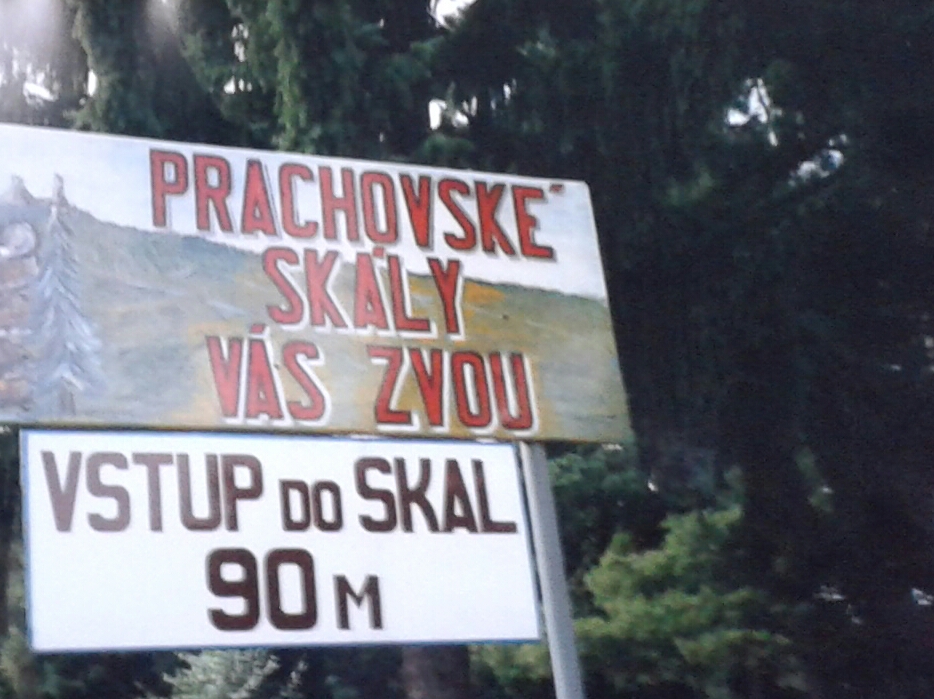 PRACHOVSKÉ
SKÁLY
VÁS ZVOU
VSTUP DO SKAL
90 M